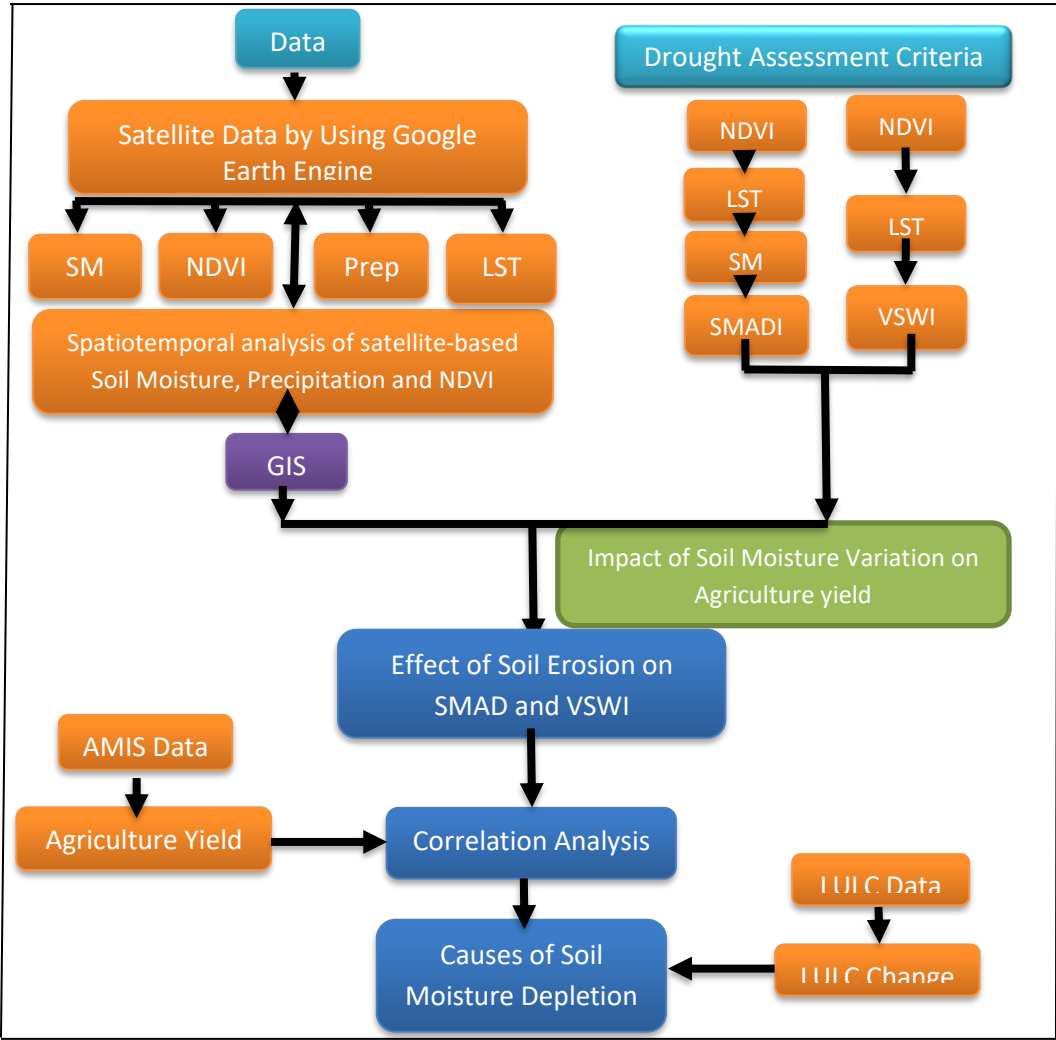 Data
Satellite Data by Using Google
Earth Engine
SM
NDVI
Prep
LST
Spatiotemporal analysis of satellite-based
Soil Moisture, Precipitation and NDVI
GIS
Drought Assessment Criteria
NDVI
LST
SM
SMADI
NDVI
LST
VSWI
Impact of Soil Moisture Variation on
Agriculture yield
Effect of Soil Erosion on
SMAD and VSWI
AMIS Data
Agriculture Yield
Correlation Analysis
LULC Data
LULC Change
Causes of Soil
Moisture Depletion